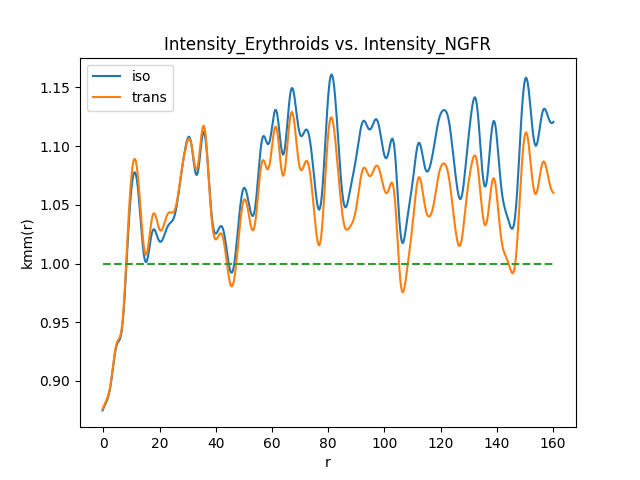 Intensity_Erythroids vs. Intensity_NGFR
iso
trans
1.15
1.10
1.05
1.00
0.95
0.90
kmm(r)
0 20 40 60 80 100 120 140 160
r